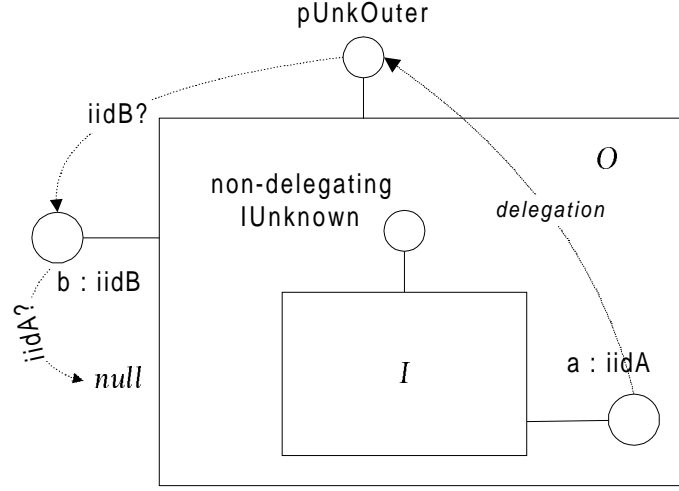 pUnkOuter
iidB?
O
non-delegating
IUnknown
delegation
b : iidB
iidA?
null
I
a : iidA